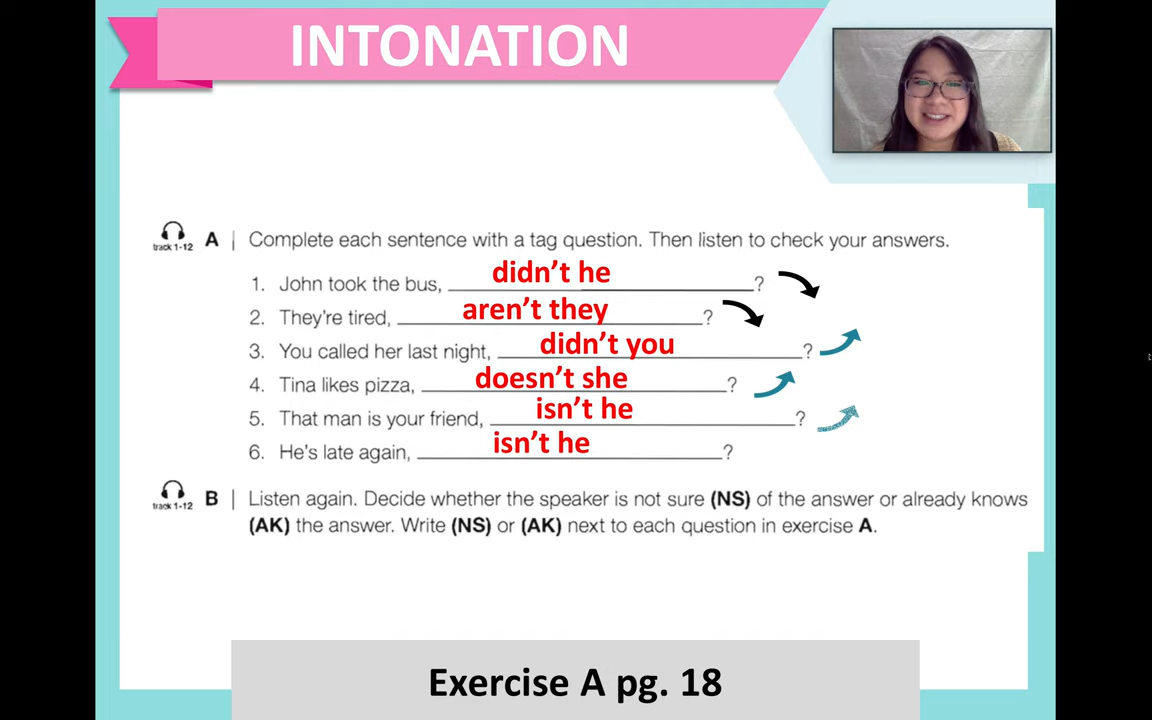 INTONATION
track 1-12 A | Complete each sentence with a tag question. Then listen to check your answers.
1. John took the bus, didn't he ?
2. They're tired, aren't they ?
3. You called her last night, didn't you ?
4. Tina likes pizza, doesn't she ?
5. That man is your friend, isn't he ?
6. He's late again, isn't he ?
track 1-12 B | Listen again. Decide whether the speaker is not sure (NS) of the answer or already knows
(AK) the answer. Write (NS) or (AK) next to each question in exercise A.
Exercise A pg. 18